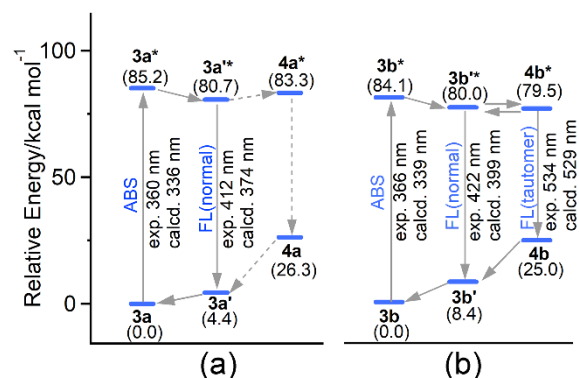 Relative Energy/kcal mol⁻¹
100
50
0
3a*
(85.2)
3a'*
(80.7)
4a*
(83.3)
ABS
exp. 360 nm
calcd. 336 nm
FL(normal)
exp. 412 nm
calcd. 374 nm
4a
(26.3)
3a
(0.0)
3a'
(4.4)
(a)
3b*
(84.1)
3b'*
(80.0)
4b*
(79.5)
ABS
exp. 366 nm
calcd. 339 nm
FL(normal)
exp. 422 nm
calcd. 399 nm
FL(tautomer)
exp. 534 nm
calcd. 529 nm
4b
(25.0)
3b
(0.0)
3b'
(8.4)
(b)